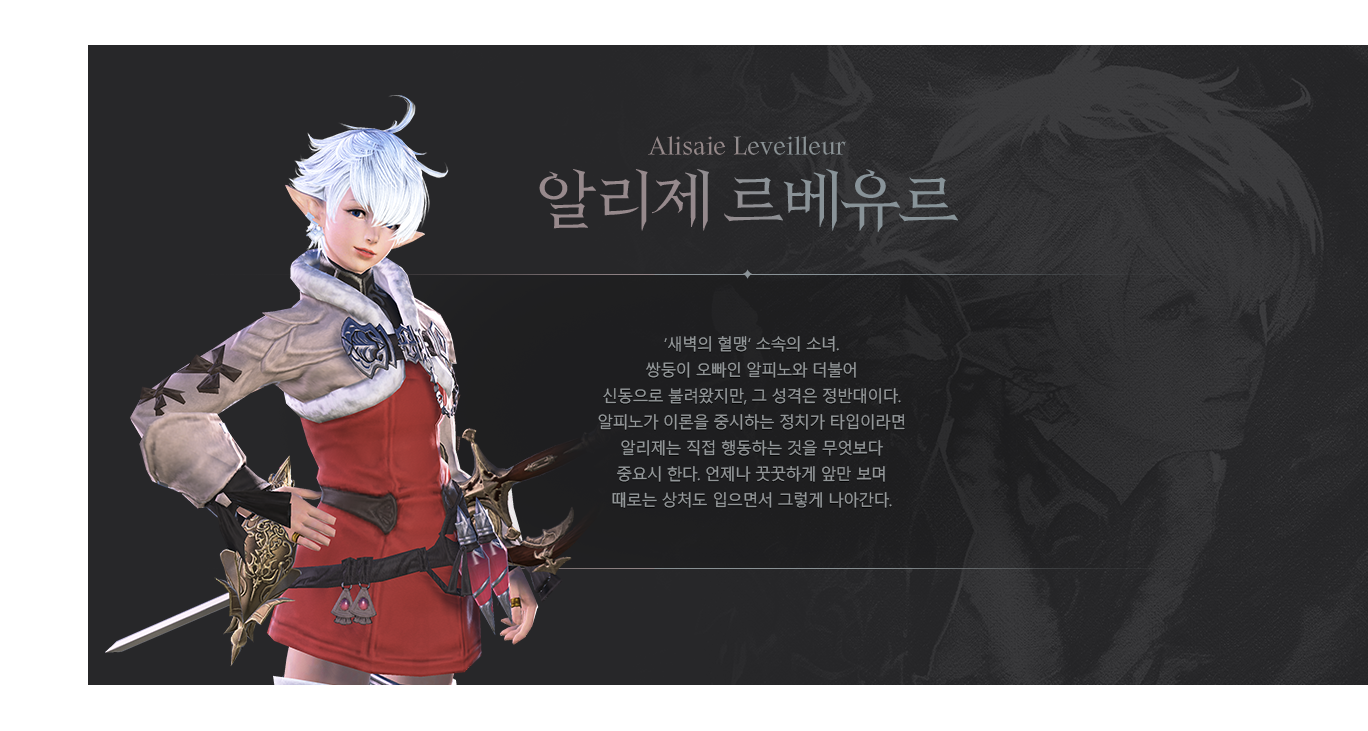 Alisaie Leveilleur
알리제 르베유르
'새벽의 혈맹' 소속의 소녀.
쌍둥이 오빠인 알피노와 더불어
신동으로 불려왔지만, 그 성격은 정반대이다.
알피노가 이론을 중시하는 정치가 타입이라면
알리제는 직접 행동하는 것을 무엇보다
중요시 한다. 언제나 꿋꿋하게 앞만 보며
때로는 상처도 입으면서 그렇게 나아간다.